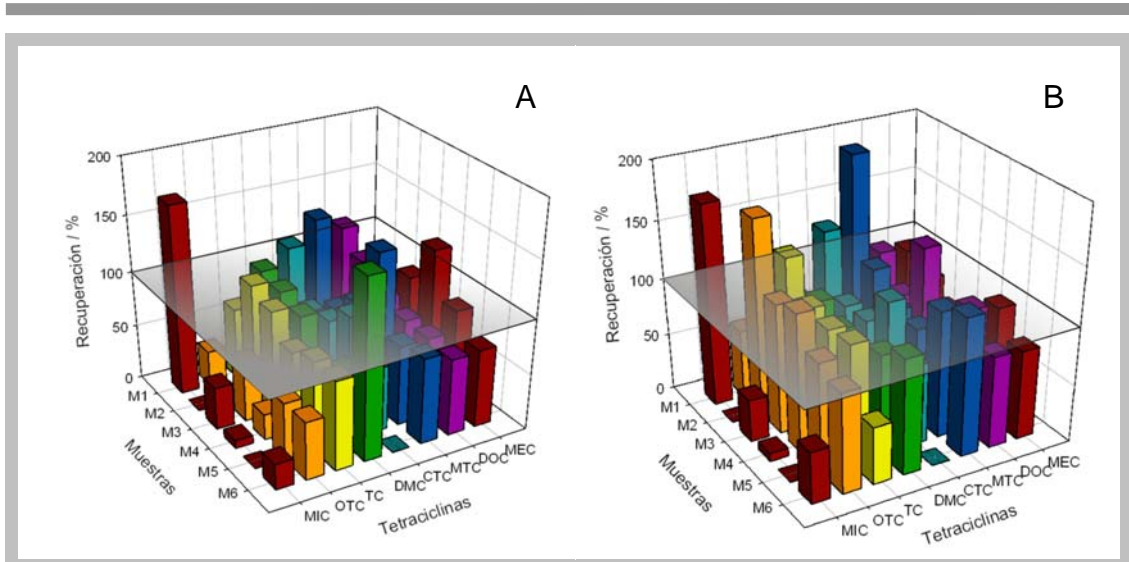 A
200
150
100
50
0
Recuperación / %
M1
M2
M3
M4
M5
M6
Muestras
MIC
OTC
TC
DMC
CTC
MTC
DOC
MEC
Tetraciclinas
B
200
150
100
50
0
Recuperación / %
M1
M2
M3
M4
M5
M6
Muestras
MIC
OTC
TC
DMC
CTC
MTC
DOC
MEC
Tetraciclinas